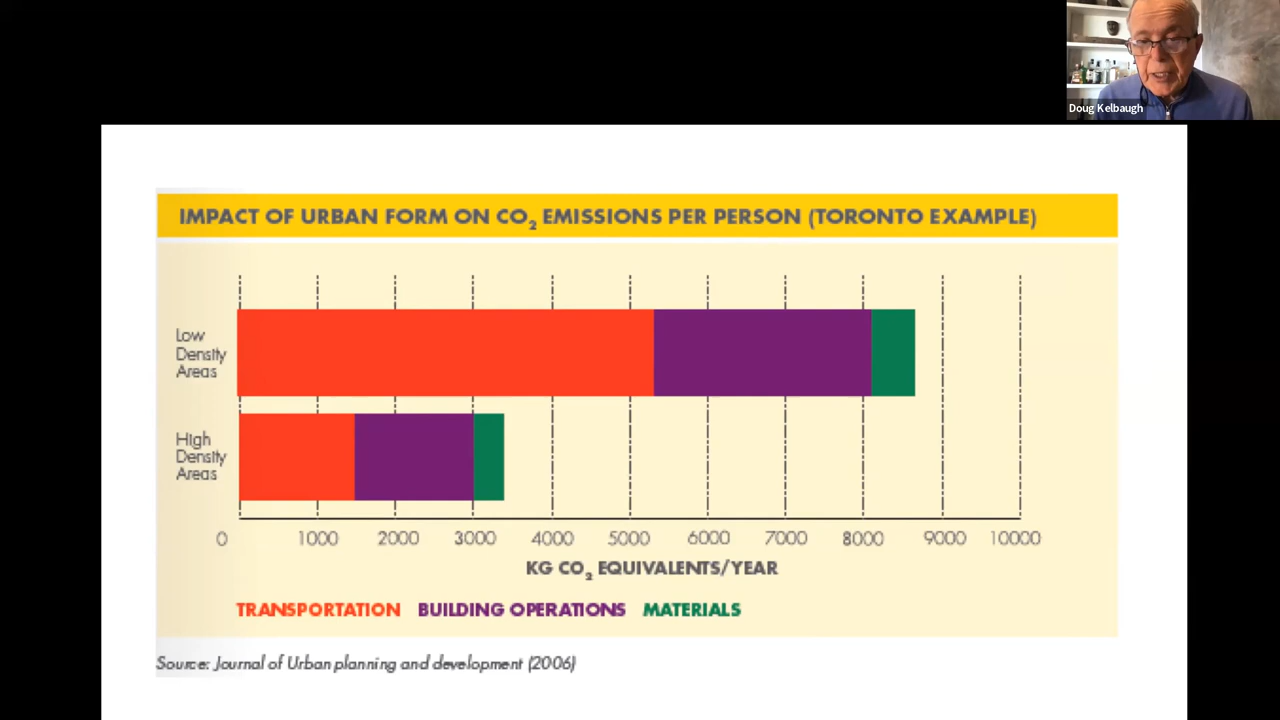 Doug Kelbaugh
IMPACT OF URBAN FORM ON CO₂ EMISSIONS PER PERSON (TORONTO EXAMPLE)
Low
Density
Areas
High
Density
Areas
0 1000 2000 3000 4000 5000 6000 7000 8000 9000 10000
KG CO₂ EQUIVALENTS/YEAR
TRANSPORTATION BUILDING OPERATIONS MATERIALS
Source: Journal of Urban planning and development (2006)